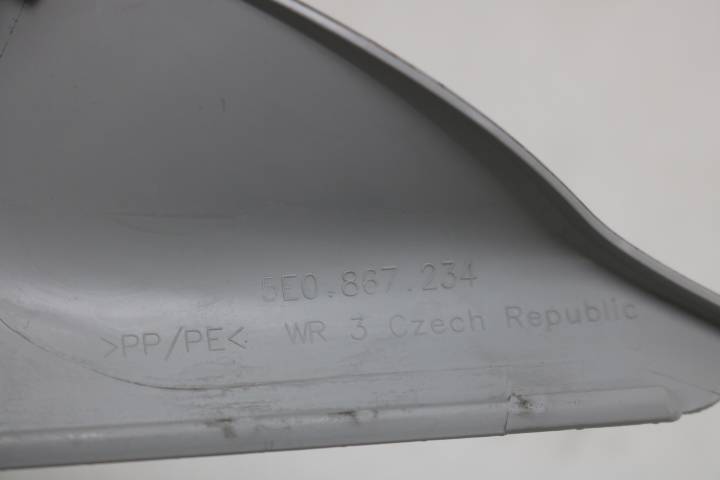 5E0.867.234
>PP/PE< WR 3 Czech Republic